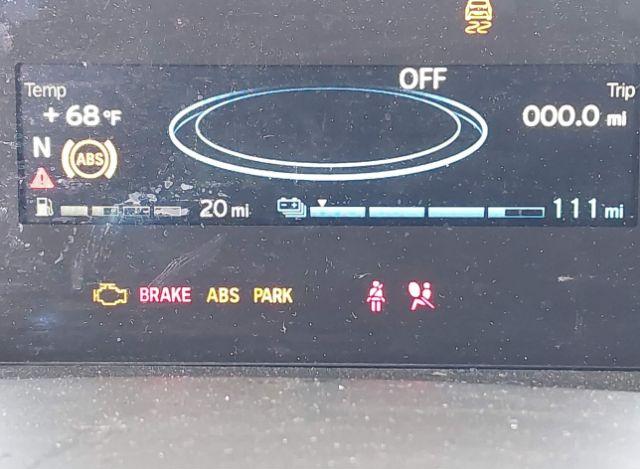 OFF
Temp
Trip
+68°F
000.0 mi
N
ABS
20 mi
111 mi
BRAKE ABS PARK